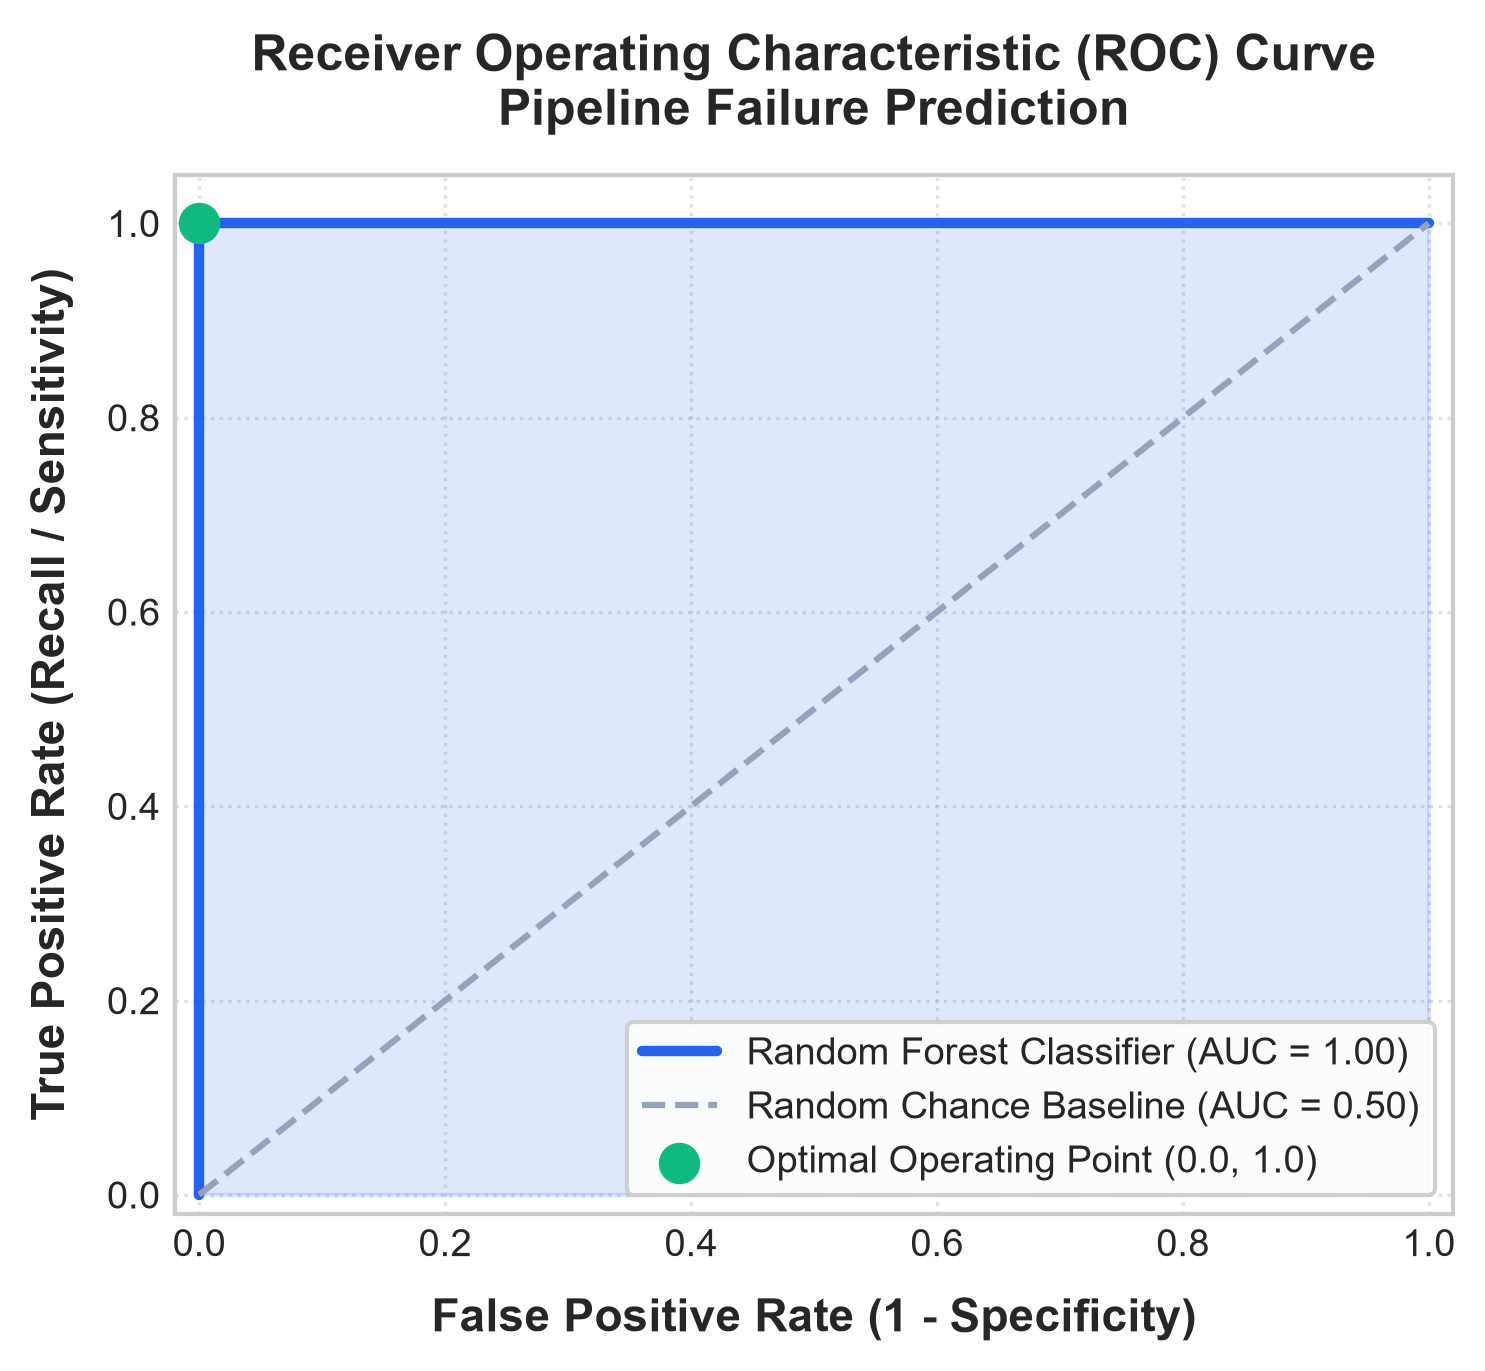 Receiver Operating Characteristic (ROC) Curve
Pipeline Failure Prediction
True Positive Rate (Recall / Sensitivity)
1.0
0.8
0.6
0.4
0.2
0.0
Random Forest Classifier (AUC = 1.00)
Random Chance Baseline (AUC = 0.50)
Optimal Operating Point (0.0, 1.0)
0.0 0.2 0.4 0.6 0.8 1.0
False Positive Rate (1 - Specificity)